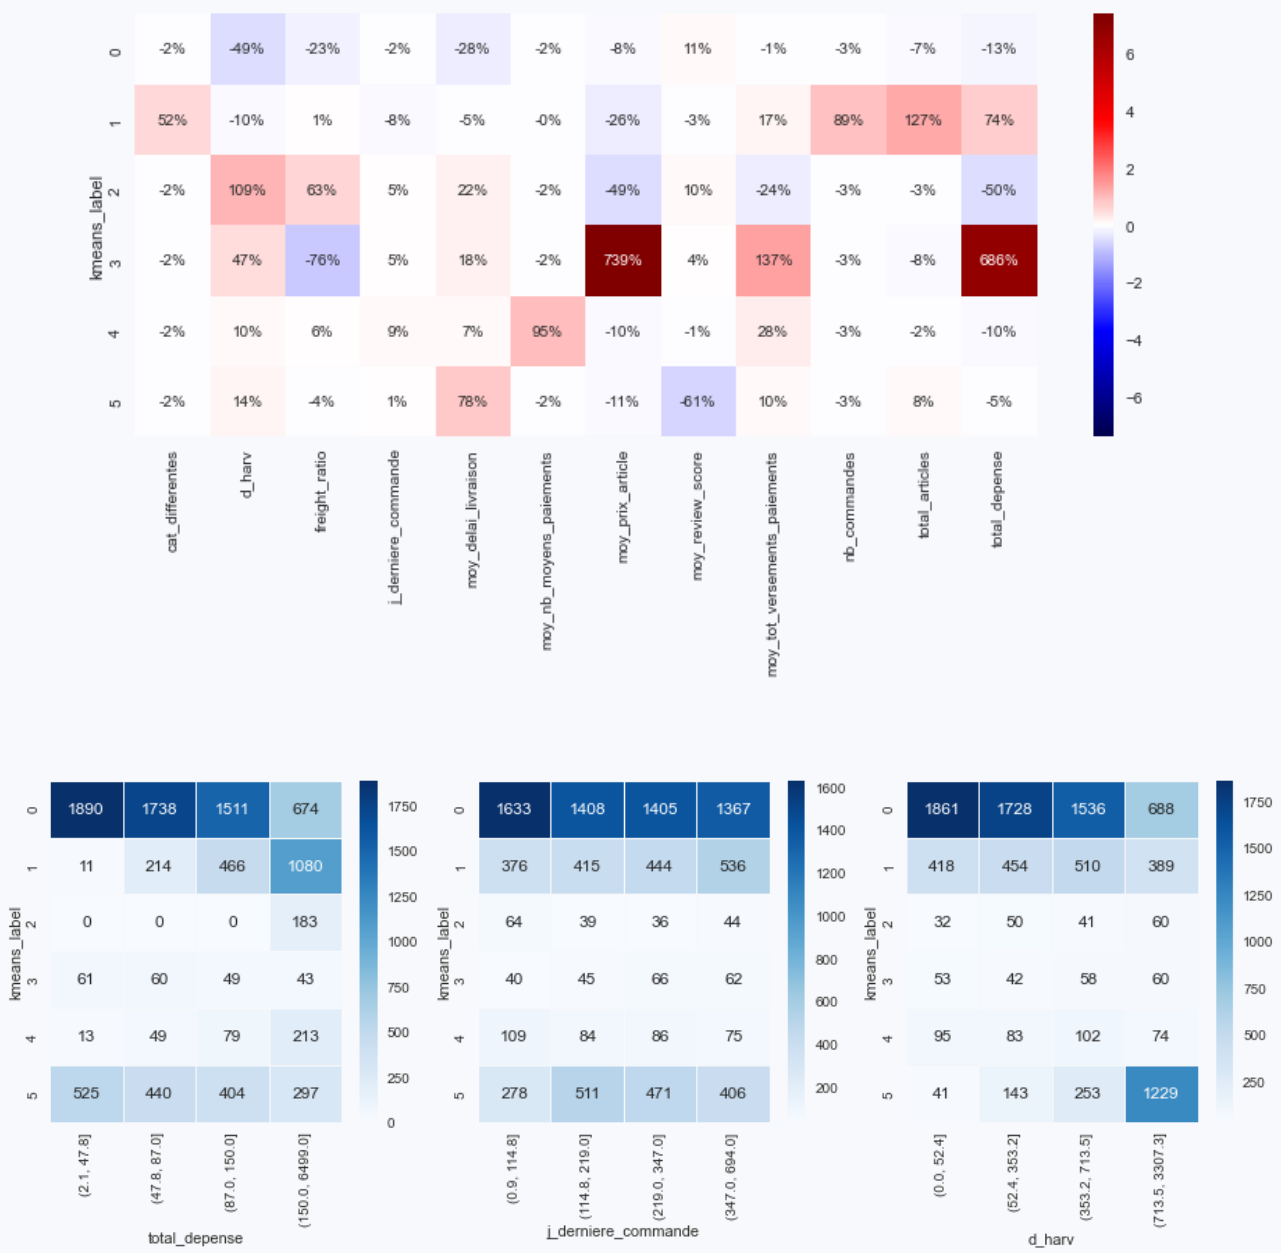 0 -2% -49% -23% -2% -28% -2% -8% 11% -1% -3% -7% -13%
1 52% -10% 1% -8% -5% -0% -26% -3% 17% 89% 127% 74%
2 -2% 109% 63% 5% 22% -2% -49% 10% -24% -3% -3% -50%
3 -2% 47% -76% 5% 18% -2% 739% 4% 137% -3% -8% 686%
4 -2% 10% 6% 9% 7% 95% -10% -1% 28% -3% -2% -10%
5 -2% 14% -4% 1% 78% -2% -11% -61% 10% -3% 8% -5%
kmeans_label
cat_differentes
d_harv
freight_ratio
j_derniere_commande
moy_delai_livraison
moy_nb_moyens_paiements
moy_prix_article
moy_review_score
moy_tot_versements_paiements
nb_commandes
total_articles
total_depense
6
4
2
0
−2
−4
−6
0 1890 1738 1511 674
1 11 214 466 1080
2 0 0 0 183
3 61 60 49 43
4 13 49 79 213
5 525 440 404 297
kmeans_label
(2.1, 47.8]
(47.8, 87.0]
(87.0, 150.0]
(150.0, 6499.0]
total_depense
1750
1500
1250
1000
750
500
250
0
0 1633 1408 1405 1367
1 376 415 444 536
2 64 39 36 44
3 40 45 66 62
4 109 84 86 75
5 278 511 471 406
kmeans_label
(0.9, 114.8]
(114.8, 219.0]
(219.0, 347.0]
(347.0, 694.0]
j_derniere_commande
1600
1400
1200
1000
800
600
400
200
0 1861 1728 1536 688
1 418 454 510 389
2 32 50 41 60
3 53 42 58 60
4 95 83 102 74
5 41 143 253 1229
kmeans_label
(0.0, 52.4]
(52.4, 353.2]
(353.2, 713.5]
(713.5, 3307.3]
d_harv
1750
1500
1250
1000
750
500
250